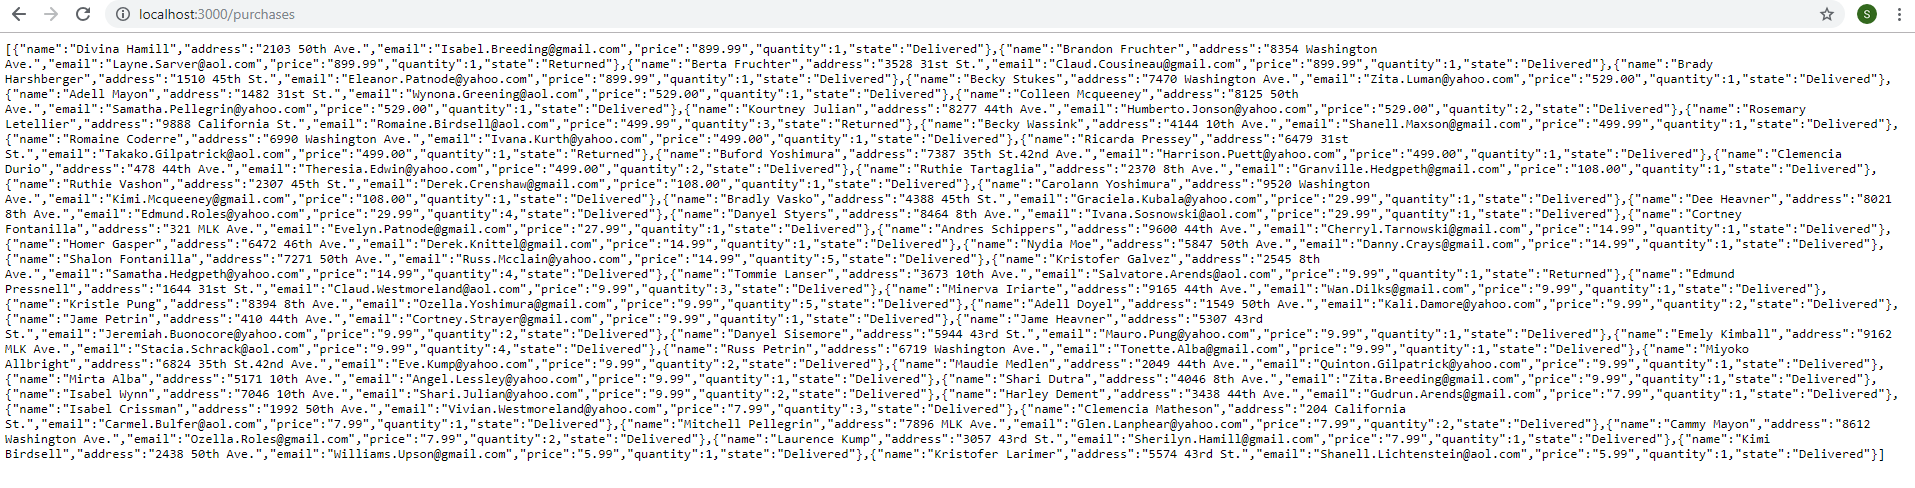 localhost:3000/purchases
S
[{"name":"Divina Hamill","address":"2103 50th Ave.","email":"Isabel.Breeding@gmail.com","price":"899.99","quantity":1,"state":"Delivered"},{"name":"Brandon Fruchter","address":"8354 Washington
Ave.","email":"Layne.Sarver@aol.com","price":"899.99","quantity":1,"state":"Returned"},{"name":"Berta Fruchter","address":"3528 31st St.","email":"Claud.Cousineau@gmail.com","price":"899.99","quantity":1,"state":"Delivered"},{"name":"Brady
Harshberger","address":"1510 45th St.","email":"Eleanor.Patnode@yahoo.com","price":"899.99","quantity":1,"state":"Delivered"},{"name":"Becky Stukes","address":"7470 Washington Ave.","email":"Zita.Luman@yahoo.com","price":"529.00","quantity":1,"state":"Delivered"},
{"name":"Adell Mayon","address":"1482 31st St.","email":"Wynona.Greening@aol.com","price":"529.00","quantity":1,"state":"Delivered"},{"name":"Colleen Mcqueeney","address":"8125 50th
Ave.","email":"Samatha.Pellegrin@yahoo.com","price":"529.00","quantity":1,"state":"Delivered"},{"name":"Kourtney Julian","address":"8277 44th Ave.","email":"Humberto.Jonson@yahoo.com","price":"529.00","quantity":2,"state":"Delivered"},{"name":"Rosemary
Letellier","address":"9888 California St.","email":"Romaine.Birdsell@aol.com","price":"499.99","quantity":3,"state":"Returned"},{"name":"Becky Wassink","address":"4144 10th Ave.","email":"Shanell.Maxson@gmail.com","price":"499.99","quantity":1,"state":"Delivered"},
{"name":"Romaine Coderre","address":"6990 Washington Ave.","email":"Ivana.Kurth@yahoo.com","price":"499.00","quantity":1,"state":"Delivered"},{"name":"Ricarda Pressey","address":"6479 31st
St.","email":"Takako.Gilpatrick@aol.com","price":"499.00","quantity":1,"state":"Returned"},{"name":"Buford Yoshimura","address":"7387 35th St.42nd Ave.","email":"Harrison.Puett@yahoo.com","price":"499.00","quantity":1,"state":"Delivered"},{"name":"Clemencia
Durio","address":"478 44th Ave.","email":"Theresia.Edwin@yahoo.com","price":"499.00","quantity":2,"state":"Delivered"},{"name":"Ruthie Tartaglia","address":"2370 8th Ave.","email":"Granville.Hedgpeth@gmail.com","price":"108.00","quantity":1,"state":"Delivered"},
{"name":"Ruthie Vashon","address":"2307 45th St.","email":"Derek.Crenshaw@gmail.com","price":"108.00","quantity":1,"state":"Delivered"},{"name":"Carolann Yoshimura","address":"9520 Washington
Ave.","email":"Kimi.Mcqueeney@gmail.com","price":"108.00","quantity":1,"state":"Delivered"},{"name":"Bradly Vasko","address":"4388 45th St.","email":"Graciela.Kubala@yahoo.com","price":"29.99","quantity":1,"state":"Delivered"},{"name":"Dee Heavner","address":"8021
8th Ave.","email":"Edmund.Roles@yahoo.com","price":"29.99","quantity":4,"state":"Delivered"},{"name":"Danyel Styers","address":"8464 8th Ave.","email":"Ivana.Sosnowski@aol.com","price":"29.99","quantity":1,"state":"Delivered"},{"name":"Cortney
Fontanilla","address":"321 MLK Ave.","email":"Evelyn.Patnode@gmail.com","price":"27.99","quantity":1,"state":"Delivered"},{"name":"Andres Schippers","address":"9600 44th Ave.","email":"Cherryl.Tarnowski@gmail.com","price":"14.99","quantity":1,"state":"Delivered"},
{"name":"Homer Gasper","address":"6472 46th Ave.","email":"Derek.Knittel@gmail.com","price":"14.99","quantity":1,"state":"Delivered"},{"name":"Nydia Moe","address":"5847 50th Ave.","email":"Danny.Crays@gmail.com","price":"14.99","quantity":1,"state":"Delivered"},
{"name":"Shalon Fontanilla","address":"7271 50th Ave.","email":"Russ.Mcclain@yahoo.com","price":"14.99","quantity":5,"state":"Delivered"},{"name":"Kristofer Galvez","address":"2545 8th
Ave.","email":"Samatha.Hedgpeth@yahoo.com","price":"14.99","quantity":4,"state":"Delivered"},{"name":"Tommie Lanser","address":"3673 10th Ave.","email":"Salvatore.Arends@aol.com","price":"9.99","quantity":1,"state":"Returned"},{"name":"Edmund
Pressnell","address":"1644 31st St.","email":"Claud.Westmoreland@aol.com","price":"9.99","quantity":3,"state":"Delivered"},{"name":"Minerva Iriarte","address":"9165 44th Ave.","email":"Wan.Dilks@gmail.com","price":"9.99","quantity":1,"state":"Delivered"},
{"name":"Kristle Pung","address":"8394 8th Ave.","email":"Ozella.Yoshimura@gmail.com","price":"9.99","quantity":5,"state":"Delivered"},{"name":"Adell Doyel","address":"1549 50th Ave.","email":"Kali.Damore@yahoo.com","price":"9.99","quantity":2,"state":"Delivered"},
{"name":"Jame Petrin","address":"410 44th Ave.","email":"Cortney.Strayer@gmail.com","price":"9.99","quantity":1,"state":"Delivered"},{"name":"Jame Heavner","address":"5307 43rd
St.","email":"Jeremiah.Buonocore@yahoo.com","price":"9.99","quantity":2,"state":"Delivered"},{"name":"Danyel Sisemore","address":"5944 43rd St.","email":"Mauro.Pung@yahoo.com","price":"9.99","quantity":1,"state":"Delivered"},{"name":"Emely Kimball","address":"9162
MLK Ave.","email":"Stacia.Schrack@aol.com","price":"9.99","quantity":4,"state":"Delivered"},{"name":"Russ Petrin","address":"6719 Washington Ave.","email":"Tonette.Alba@gmail.com","price":"9.99","quantity":1,"state":"Delivered"},{"name":"Miyoko
Allbright","address":"6824 35th St.42nd Ave.","email":"Eve.Kump@yahoo.com","price":"9.99","quantity":2,"state":"Delivered"},{"name":"Maudie Medlen","address":"2049 44th Ave.","email":"Quinton.Gilpatrick@yahoo.com","price":"9.99","quantity":1,"state":"Delivered"},
{"name":"Mirta Alba","address":"5171 10th Ave.","email":"Angel.Lessley@yahoo.com","price":"9.99","quantity":1,"state":"Delivered"},{"name":"Shari Dutra","address":"4046 8th Ave.","email":"Zita.Breeding@gmail.com","price":"9.99","quantity":1,"state":"Delivered"},
{"name":"Isabel Wynn","address":"7046 10th Ave.","email":"Shari.Julian@yahoo.com","price":"9.99","quantity":2,"state":"Delivered"},{"name":"Harley Dement","address":"3438 44th Ave.","email":"Gudrun.Arends@gmail.com","price":"7.99","quantity":1,"state":"Delivered"},
{"name":"Isabel Crissman","address":"1992 50th Ave.","email":"Vivian.Westmoreland@yahoo.com","price":"7.99","quantity":3,"state":"Delivered"},{"name":"Clemencia Matheson","address":"204 California
St.","email":"Carmel.Bulfer@aol.com","price":"7.99","quantity":1,"state":"Delivered"},{"name":"Mitchell Pellegrin","address":"7896 MLK Ave.","email":"Glen.Lanphear@yahoo.com","price":"7.99","quantity":2,"state":"Delivered"},{"name":"Cammy Mayon","address":"8612
Washington Ave.","email":"Ozella.Roles@gmail.com","price":"7.99","quantity":2,"state":"Delivered"},{"name":"Laurence Kump","address":"3057 43rd St.","email":"Sherilyn.Hamill@gmail.com","price":"7.99","quantity":1,"state":"Delivered"},{"name":"Kimi
Birdsell","address":"2438 50th Ave.","email":"Williams.Upson@gmail.com","price":"5.99","quantity":1,"state":"Delivered"},{"name":"Kristofer Larimer","address":"5574 43rd St.","email":"Shanell.Lichtenstein@aol.com","price":"5.99","quantity":1,"state":"Delivered"}]